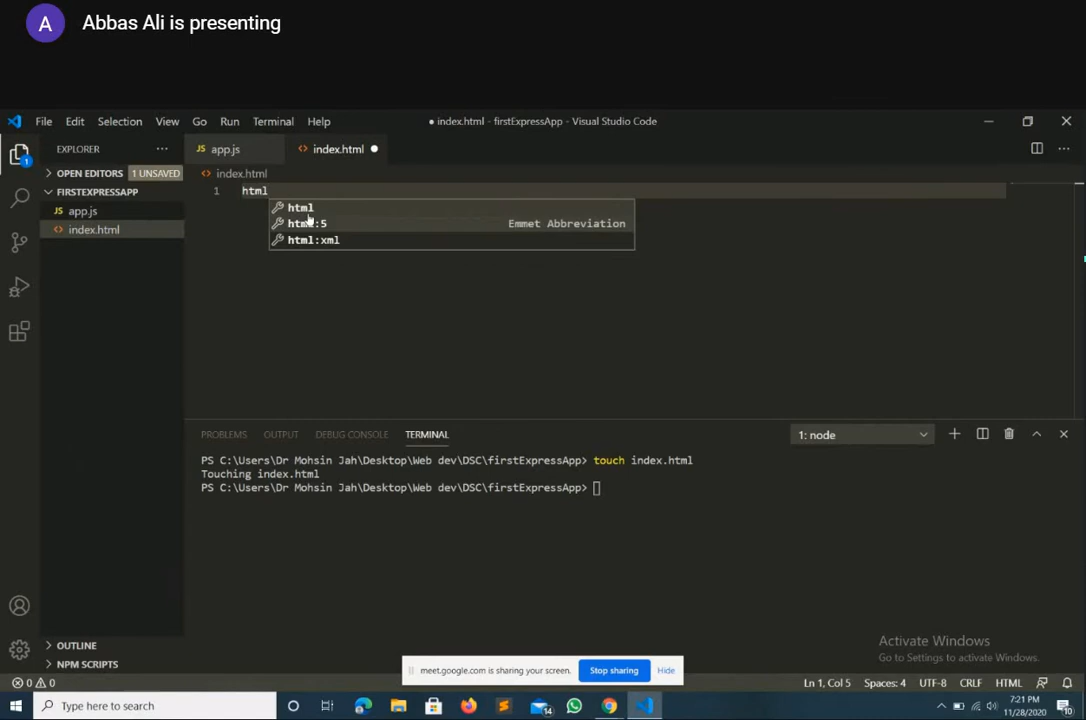 A Abbas Ali is presenting
File Edit Selection View Go Run Terminal Help
● index.html - firstExpressApp - Visual Studio Code
EXPLORER ···
JS app.js
<> index.html ●
OPEN EDITORS 1 UNSAVED
<> index.html
FIRSTEXPRESSAPP
1 html
JS app.js
<> index.html
html
html:5 Emmet Abbreviation
html:xml
PROBLEMS OUTPUT DEBUG CONSOLE TERMINAL
1: node
PS C:\Users\Dr Mohsin Jah\Desktop\Web dev\DSC\firstExpressApp> touch index.html
Touching index.html
PS C:\Users\Dr Mohsin Jah\Desktop\Web dev\DSC\firstExpressApp>
OUTLINE
NPM SCRIPTS
Activate Windows
Go to Settings to activate Windows.
meet.google.com is sharing your screen. Stop sharing Hide
0 0
Ln 1, Col 5 Spaces: 4 UTF-8 CRLF HTML
Type here to search
14
7:21 PM
11/28/2020
10